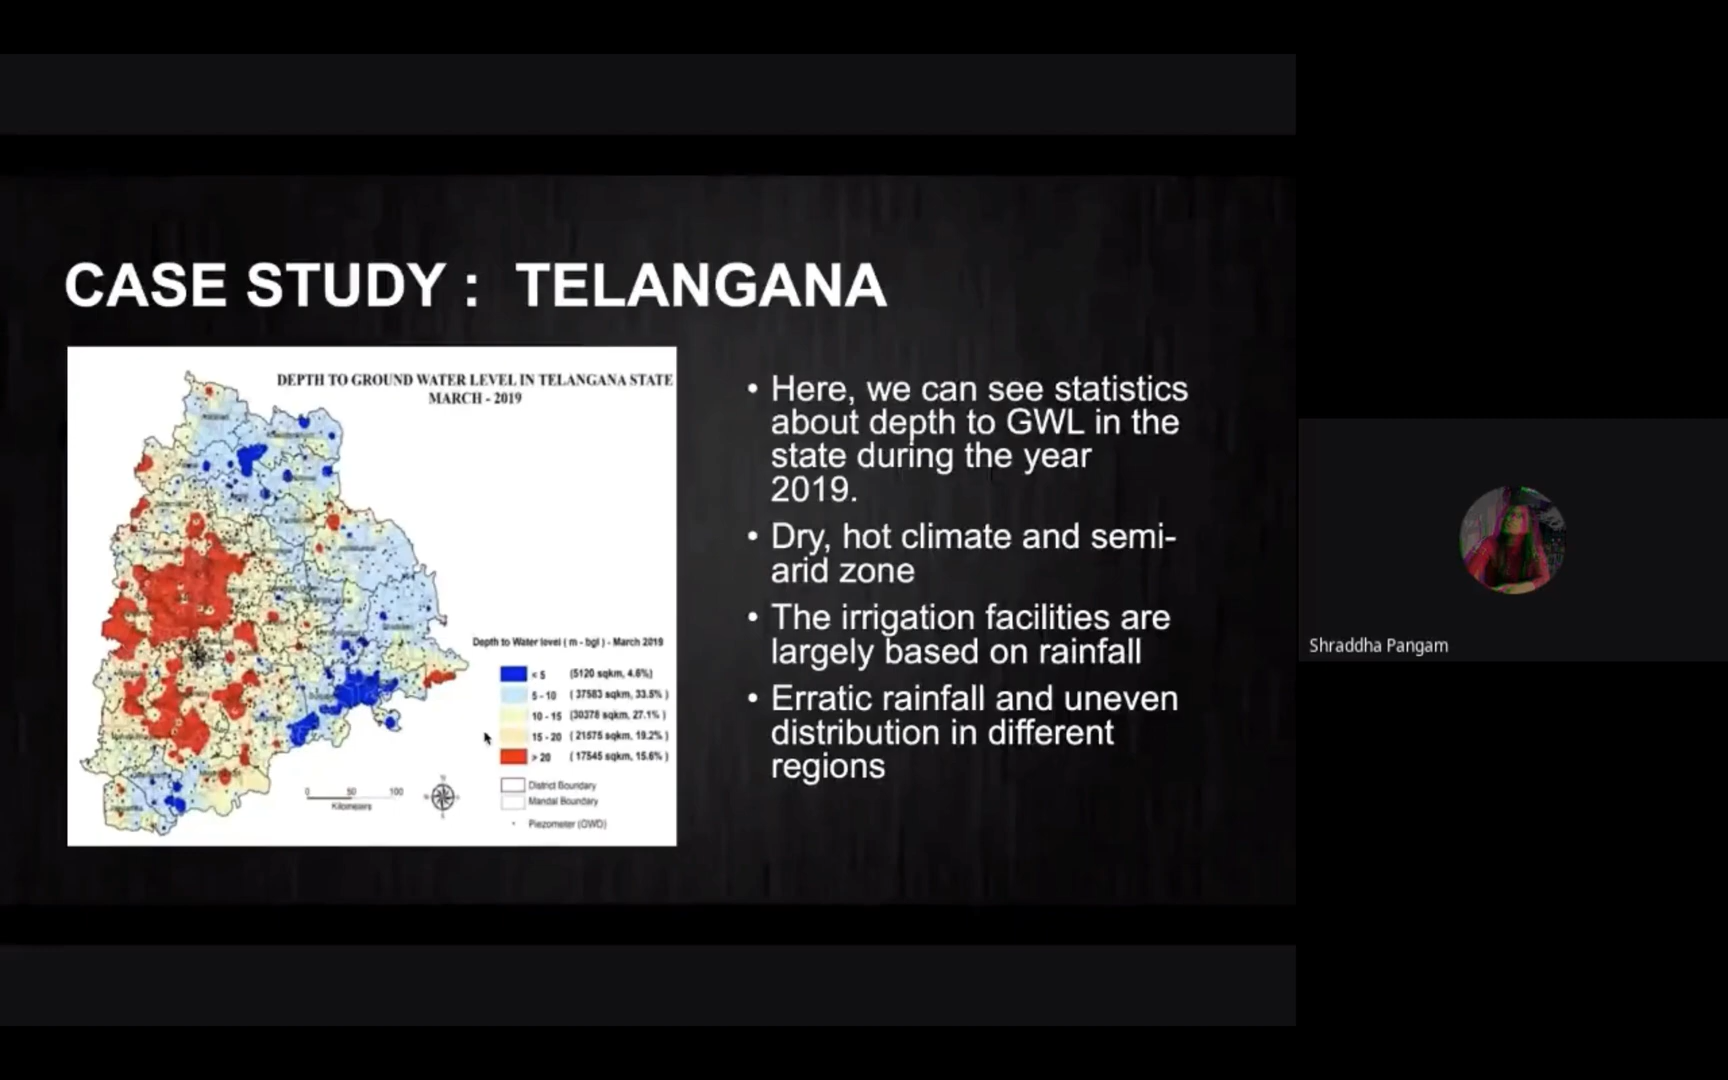 CASE STUDY : TELANGANA
DEPTH TO GROUND WATER LEVEL IN TELANGANA STATE
MARCH - 2019
Depth to Water level ( m - bgl ) - March 2019
< 5 (5120 sqkm, 4.6%)
5 - 10 ( 37583 sqkm, 33.5% )
10 - 15 (30378 sqkm, 27.1% )
15 - 20 ( 21575 sqkm, 19.2% )
> 20 ( 17545 sqkm, 15.6% )
0 50 100
Kilometers
District Boundary
Mandal Boundary
Piezometer (GWD)
• Here, we can see statistics
about depth to GWL in the
state during the year
2019.
• Dry, hot climate and semi-
arid zone
• The irrigation facilities are
largely based on rainfall
• Erratic rainfall and uneven
distribution in different
regions
Shraddha Pangam